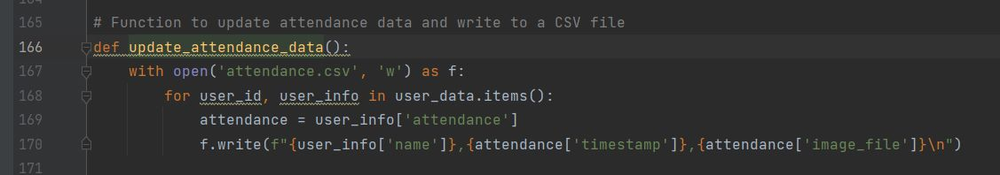 165 # Function to update attendance data and write to a CSV file
166 def update_attendance_data():
167     with open('attendance.csv', 'w') as f:
168         for user_id, user_info in user_data.items():
169             attendance = user_info['attendance']
170             f.write(f"{user_info['name']},{attendance['timestamp']},{attendance['image_file']}\n")
171